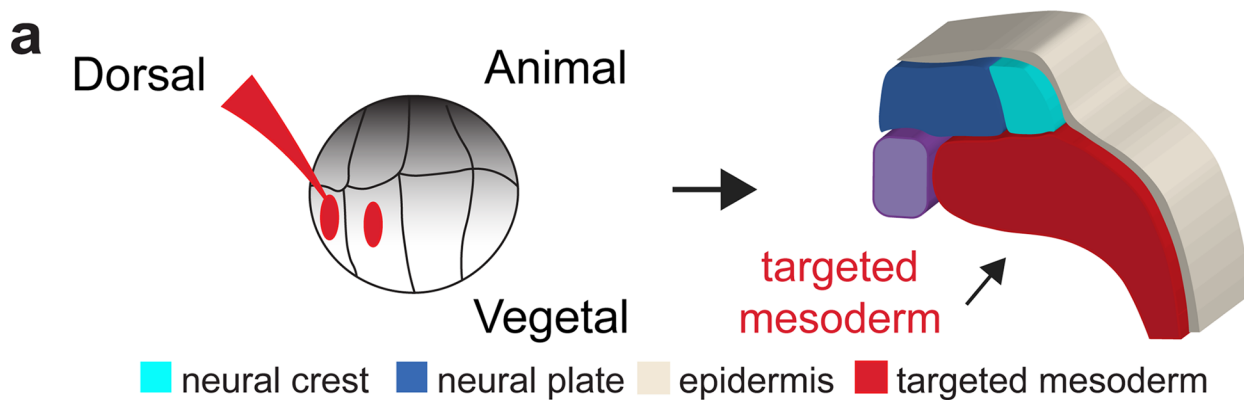 a
Dorsal
Animal
Vegetal
targeted
mesoderm
neural crest
neural plate
epidermis
targeted mesoderm